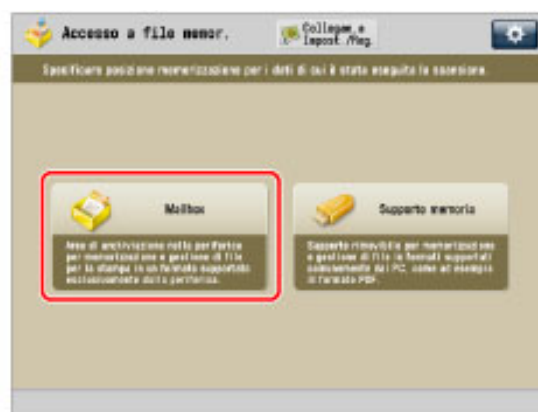 Accesso a file memor.
Collegam. e
Impost./Reg.
Specificare posizione memorizzazione per i dati di cui è stata eseguita la scansione.
Mailbox
Area di archiviazione nella periferica
per memorizzazione e gestione di file
per la stampa in un formato supportato
esclusivamente dalla periferica.
Supporto memoria
Supporto rimovibile per memorizzazione
e gestione di file in formati supportati
comunemente dai PC, come ad esempio
il formato PDF.